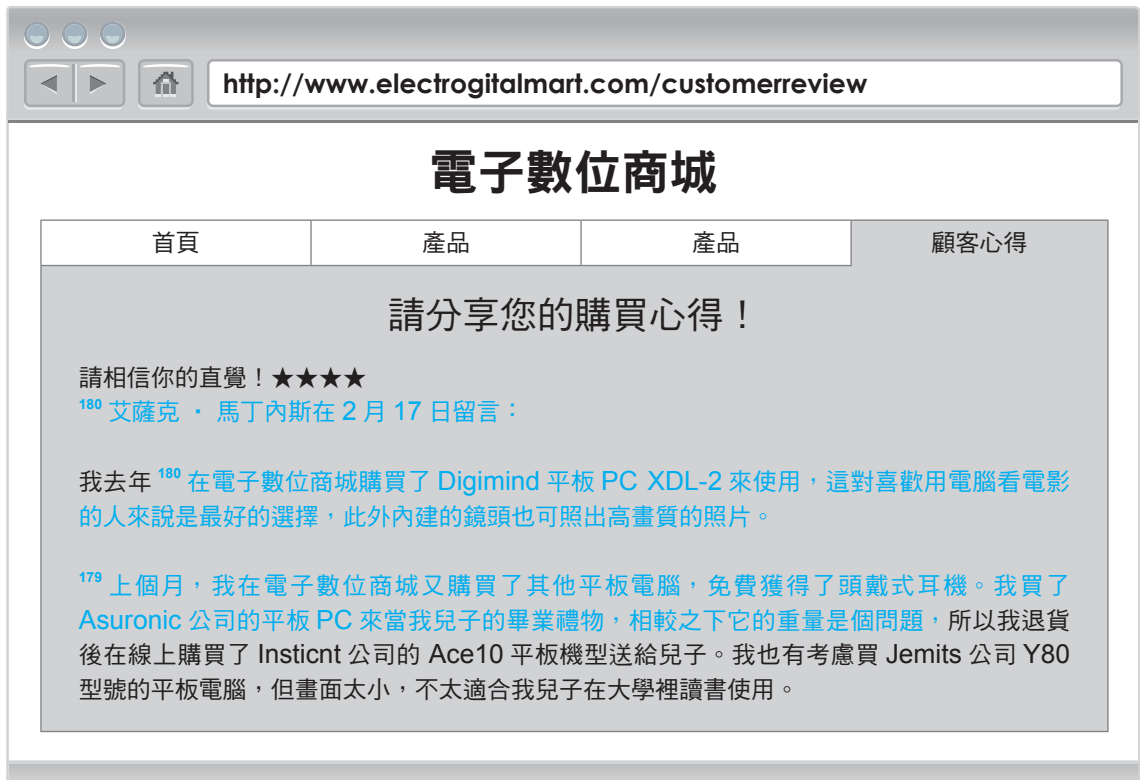 http://www.electrogitalmart.com/customerreview
電子數位商城
首頁 產品 產品 顧客心得
請分享您的購買心得！
請相信你的直覺！★★★★
180 艾薩克 · 馬丁內斯在 2 月 17 日留言：
我去年 180 在電子數位商城購買了 Digimind 平板 PC XDL-2 來使用，這對喜歡用電腦看電影
的人來說是最好的選擇，此外內建的鏡頭也可照出高畫質的照片。
179 上個月，我在電子數位商城又購買了其他平板電腦，免費獲得了頭戴式耳機。我買了
Asuronic 公司的平板 PC 來當我兒子的畢業禮物，相較之下它的重量是個問題，所以我退貨
後在線上購買了 Insticnt 公司的 Ace10 平板機型送給兒子。我也有考慮買 Jemits 公司 Y80
型號的平板電腦，但畫面太小，不太適合我兒子在大學裡讀書使用。